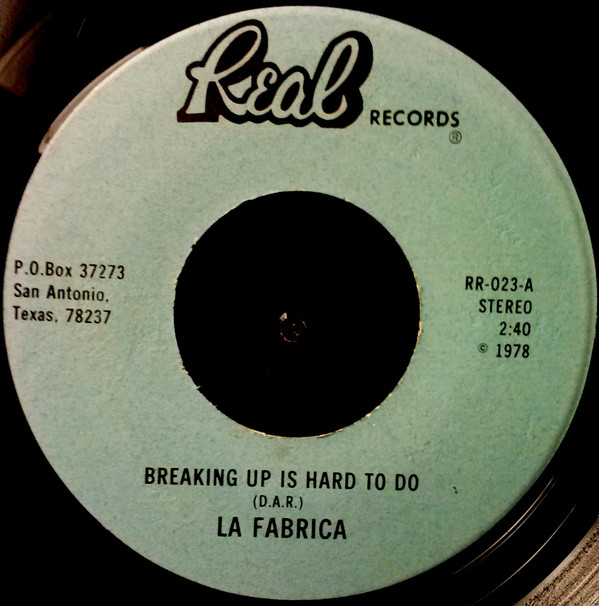 Real RECORDS
®
P.O.Box 37273
San Antonio,
Texas, 78237
RR-023-A
STEREO
2:40
© 1978
BREAKING UP IS HARD TO DO
(D.A.R.)
LA FABRICA